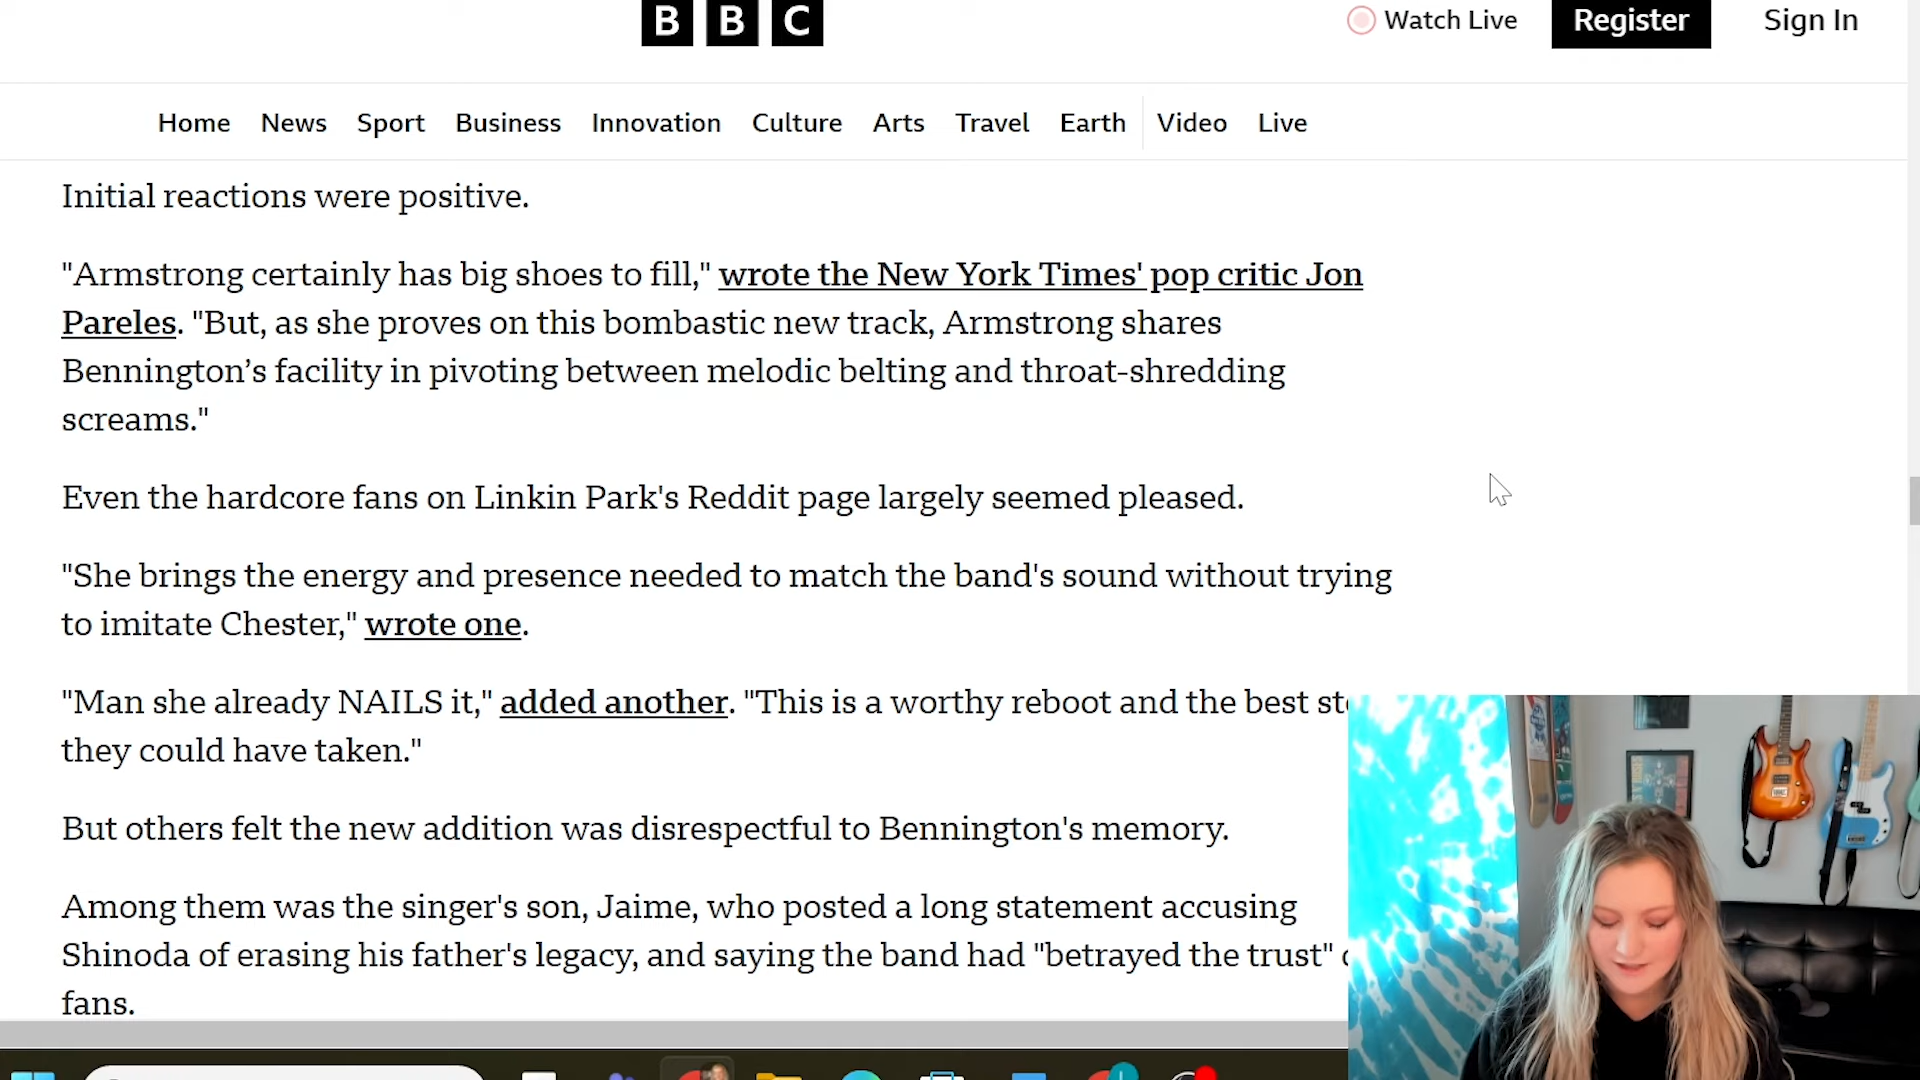 BBC
Watch Live
Register
Sign In
Home News Sport Business Innovation Culture Arts Travel Earth Video Live
Initial reactions were positive.
"Armstrong certainly has big shoes to fill," wrote the New York Times' pop critic Jon
Pareles. "But, as she proves on this bombastic new track, Armstrong shares
Bennington’s facility in pivoting between melodic belting and throat-shredding
screams."
Even the hardcore fans on Linkin Park's Reddit page largely seemed pleased.
"She brings the energy and presence needed to match the band's sound without trying
to imitate Chester," wrote one.
"Man she already NAILS it," added another. "This is a worthy reboot and the best
they could have taken."
But others felt the new addition was disrespectful to Bennington's memory.
Among them was the singer's son, Jaime, who posted a long statement accusing
Shinoda of erasing his father's legacy, and saying the band had "betrayed the trust"
fans.